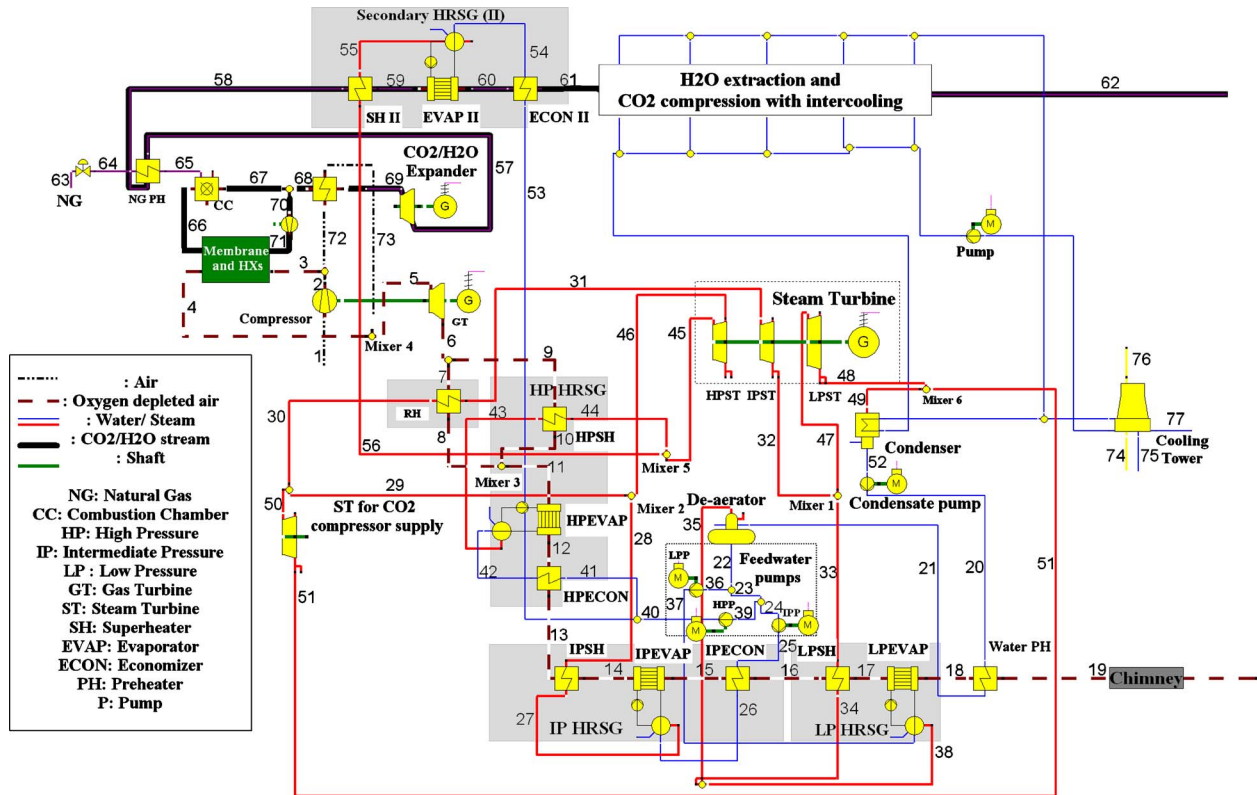 Secondary HRSG (II)
55
54
58
59
60
61
SH II
EVAP II
ECON II
H2O extraction and
CO2 compression with intercooling
62
64
65
63
NG
NG PH
CC
67
68
69
CO2/H2O
Expander
57
53
G
66
70
71
72
73
Membrane
and HXs
3
2
4
5
Compressor
1
Mixer 4
GT
G
6
9
7
RH
8
HP HRSG
43
44
10
HPSH
11
Mixer 3
30
56
29
50
ST for CO2
compressor supply
51
HPEVAP
12
42
41
HPECON
40
13
31
46
45
Steam Turbine
G
HPST
IPST
LPST
48
Mixer 6
32
47
49
Condenser
52
M
Condensate pump
Mixer 5
Mixer 2
Mixer 1
28
33
De-aerator
35
22
Feedwater
pumps
LPP
M
36
23
37
HPP
39
24
IPP
M
M
25
21
20
51
M
Pump
76
77
Cooling
Tower
74
75
IPSH
14
IPEVAP
15
IPECON
16
LPSH
17
LPEVAP
18
Water PH
19
Chimney
27
26
34
38
IP HRSG
LP HRSG
: Air
: Oxygen depleted air
: Water/ Steam
: CO2/H2O stream
: Shaft
NG: Natural Gas
CC: Combustion Chamber
HP: High Pressure
IP: Intermediate Pressure
LP : Low Pressure
GT: Gas Turbine
ST: Steam Turbine
SH: Superheater
EVAP: Evaporator
ECON: Economizer
PH: Preheater
P: Pump